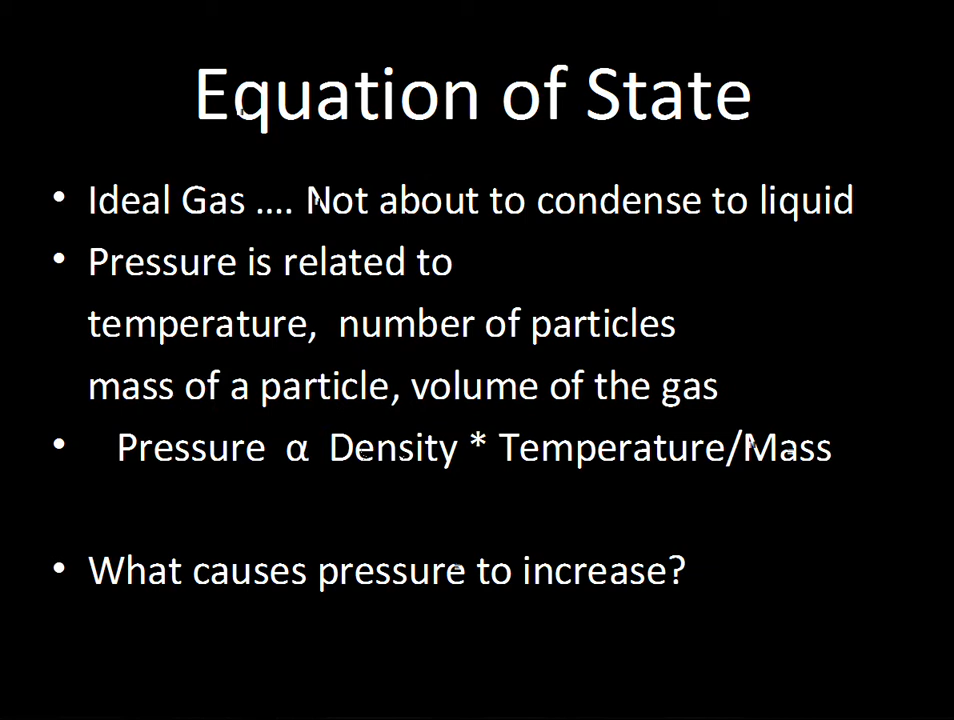 Equation of State
• Ideal Gas .... Not about to condense to liquid
• Pressure is related to
temperature, number of particles
mass of a particle, volume of the gas
• Pressure α Density * Temperature/Mass
• What causes pressure to increase?